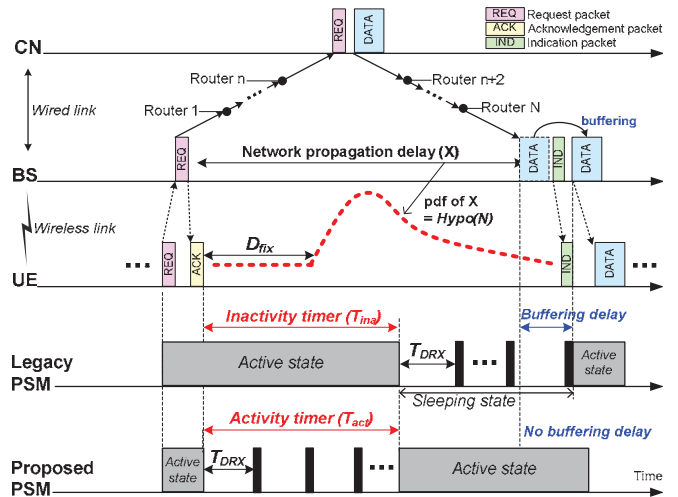 REQ Request packet
ACK Acknowledgement packet
IND Indication packet
CN
REQ
DATA
Wired link
Router n
Router n+2
Router 1
Router N
buffering
REQ
Network propagation delay (X)
DATA
IND
DATA
BS
Wireless link
pdf of X
= Hypo(N)
REQ
ACK
Dfix
IND
DATA
UE
Inactivity timer (Tina)
Buffering delay
Legacy
PSM
Active state
TDRX
Active
state
Sleeping state
Activity timer (Tact)
No buffering delay
Proposed
PSM
Active
state
TDRX
Active state
Time